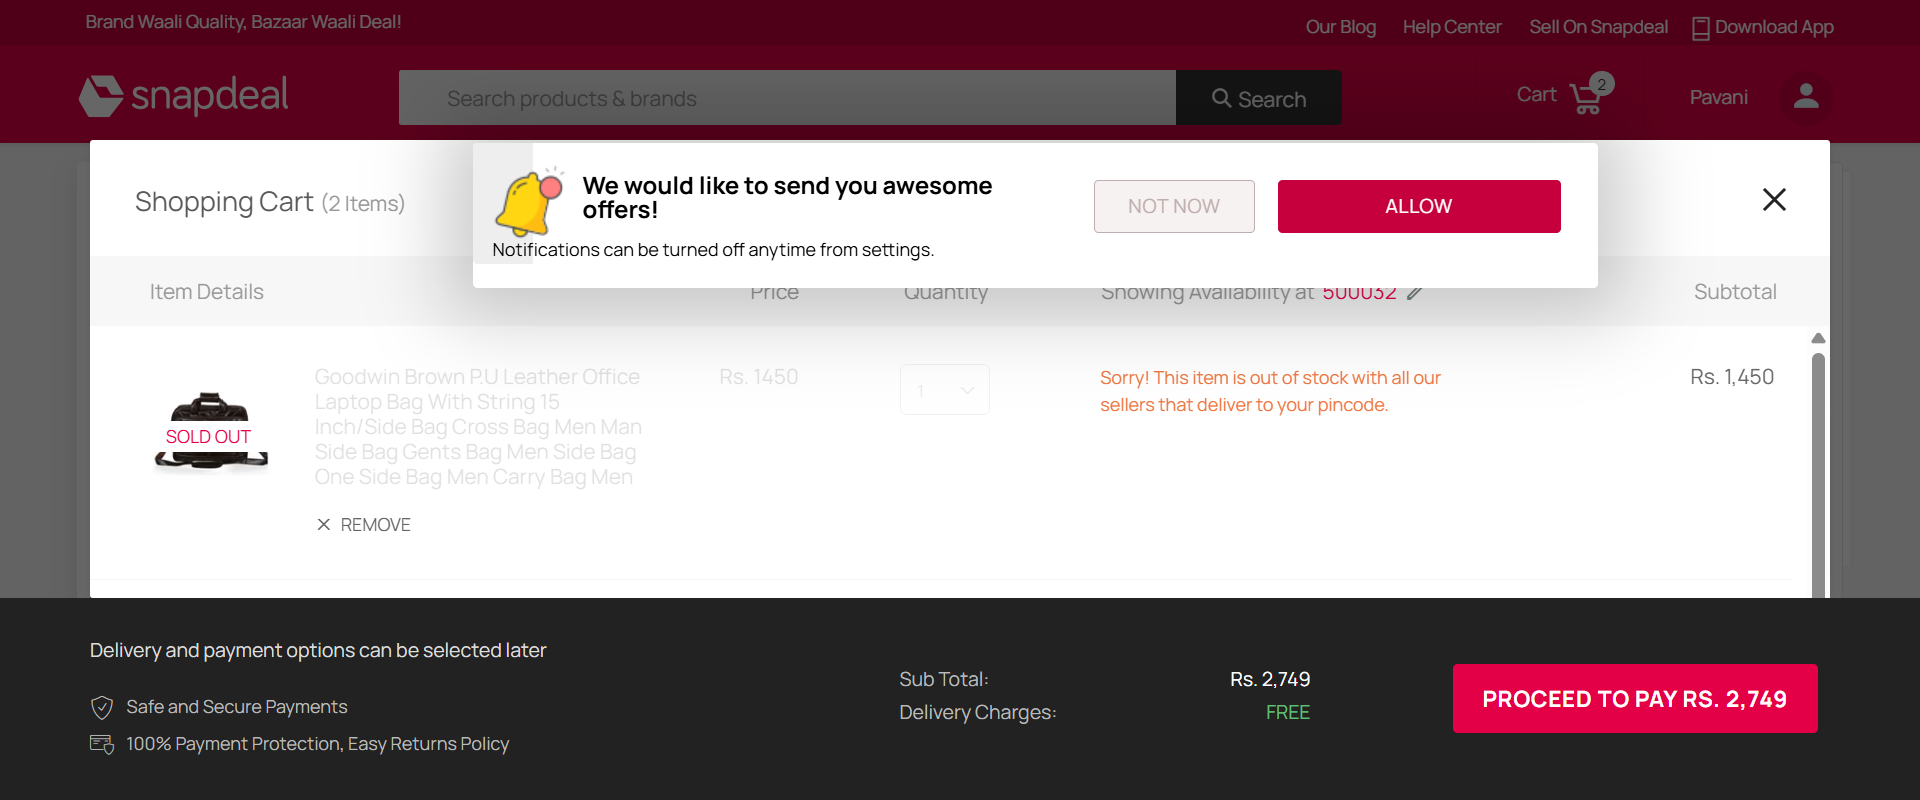 Brand Waali Quality, Bazaar Waali Deal!
Our Blog Help Center Sell On Snapdeal Download App
snapdeal
Search products & brands
Search
Cart 2
Pavani
Shopping Cart (2 Items)
We would like to send you awesome
offers!
Notifications can be turned off anytime from settings.
NOT NOW
ALLOW
Item Details Price Quantity Showing Availability at 500032 Subtotal
SOLD OUT
Goodwin Brown P.U Leather Office
Laptop Bag With String 15
Inch/Side Bag Cross Bag Men Man
Side Bag Gents Bag Men Side Bag
One Side Bag Men Carry Bag Men
REMOVE
Rs. 1450
1
Sorry! This item is out of stock with all our
sellers that deliver to your pincode.
Rs. 1,450
Delivery and payment options can be selected later
Safe and Secure Payments
100% Payment Protection, Easy Returns Policy
Sub Total: Rs. 2,749
Delivery Charges: FREE
PROCEED TO PAY RS. 2,749